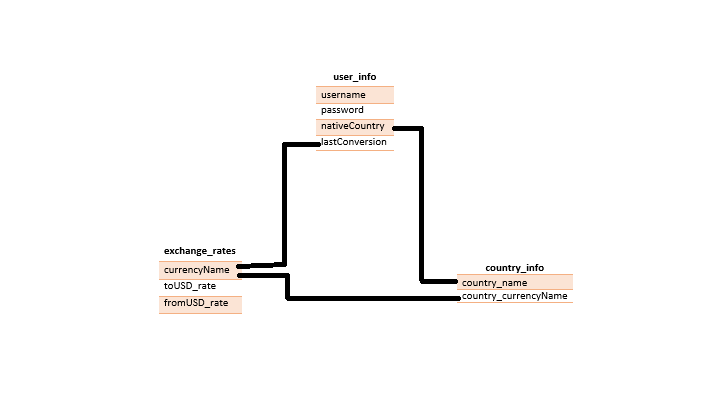 user_info
username
password
nativeCountry
lastConversion
exchange_rates
currencyName
toUSD_rate
fromUSD_rate
country_info
country_name
country_currencyName